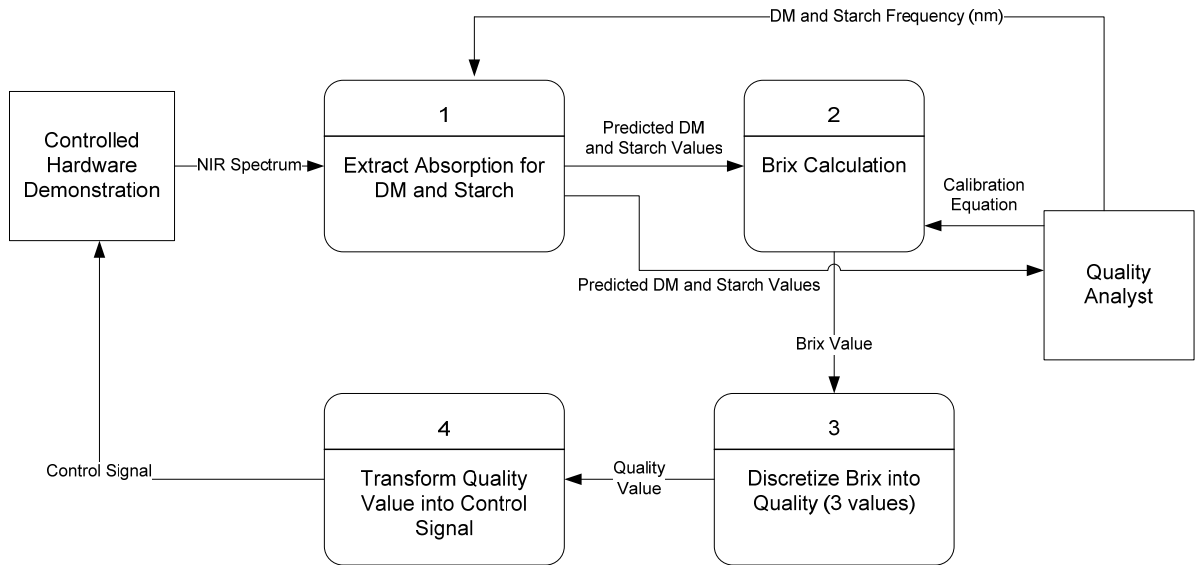 DM and Starch Frequency (nm)
1
2
Controlled
Hardware
Demonstration
NIR Spectrum
Extract Absorption for
DM and Starch
Predicted DM
and Starch Values
Brix Calculation
Calibration
Equation
Quality
Analyst
Predicted DM and Starch Values
Brix Value
4
3
Control Signal
Transform Quality
Value into Control
Signal
Quality
Value
Discretize Brix into
Quality (3 values)